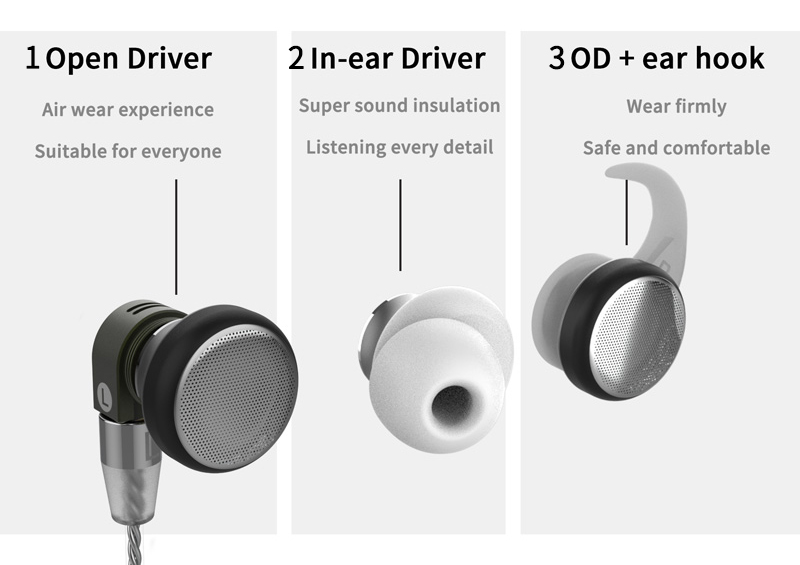 1 Open Driver
Air wear experience
Suitable for everyone
2 In-ear Driver
Super sound insulation
Listening every detail
3 OD + ear hook
Wear firmly
Safe and comfortable
L
R